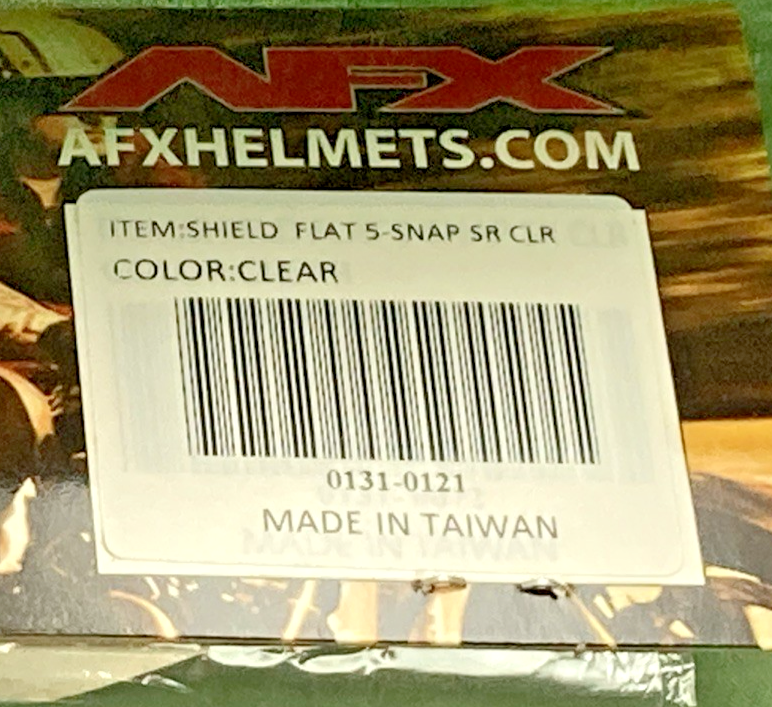 AFX
AFXHELMETS.COM
ITEM:SHIELD FLAT 5-SNAP SR CLR
COLOR:CLEAR
0131-0121
MADE IN TAIWAN